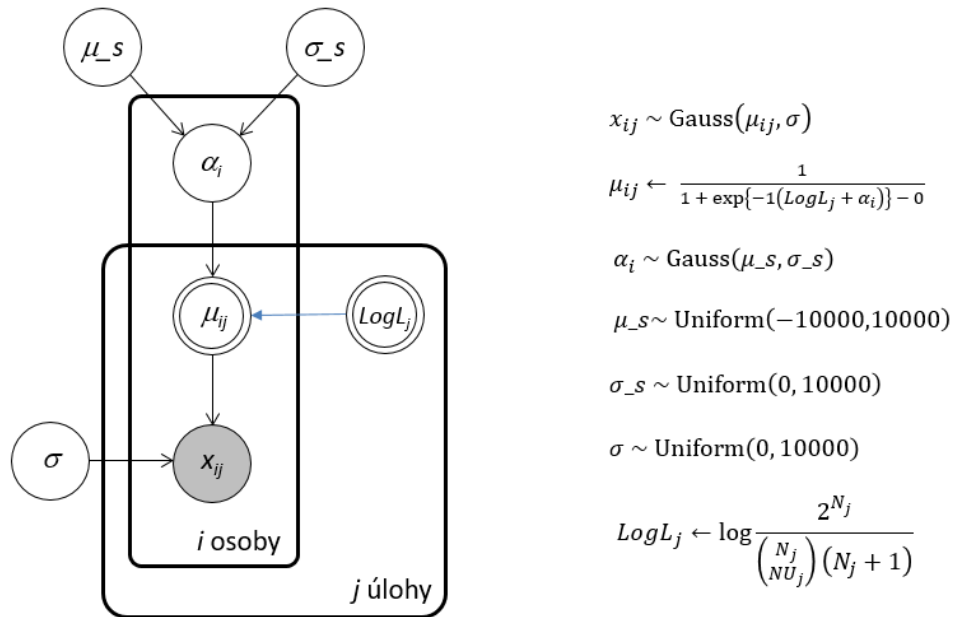 μ_s
σ_s
α_i
μ_ij
LogL_j
σ
x_ij
i osoby
j úlohy
x_ij ∼ Gauss(μ_ij, σ)
μ_ij ← 1 / (1 + exp{−1(LogL_j + α_i)} − 0)
α_i ∼ Gauss(μ_s, σ_s)
μ_s∼ Uniform(−10000,10000)
σ_s ∼ Uniform(0, 10000)
σ ∼ Uniform(0, 10000)
LogL_j ← log 2^{N_j} / ((N_j NU_j) (N_j + 1))